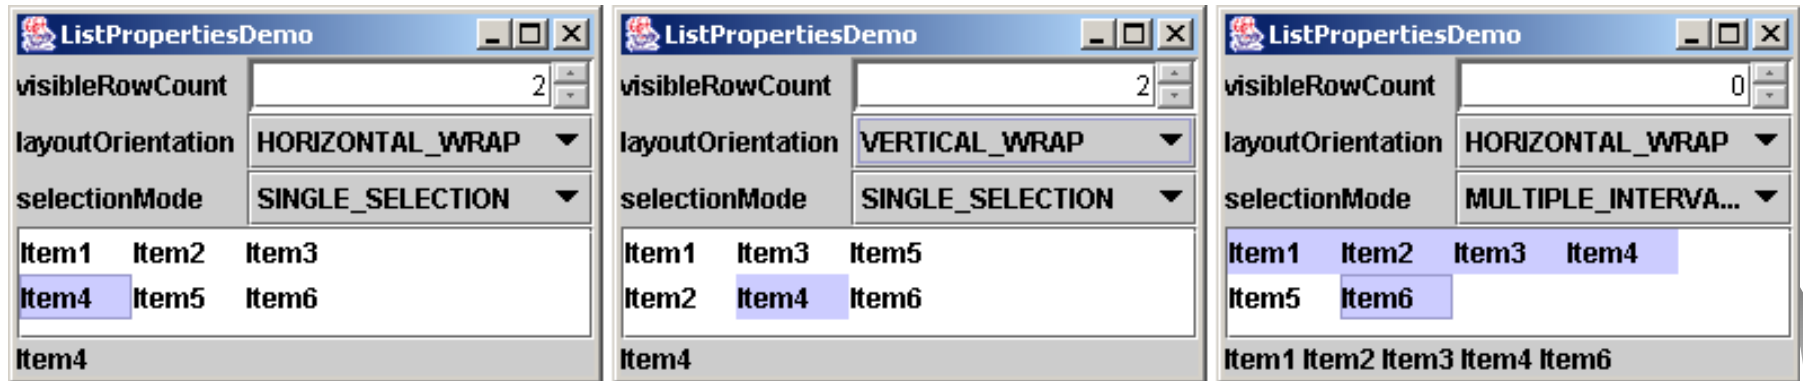 ListPropertiesDemo
visibleRowCount 2
layoutOrientation HORIZONTAL_WRAP
selectionMode SINGLE_SELECTION
Item1 Item2 Item3
Item4 Item5 Item6
Item4
ListPropertiesDemo
visibleRowCount 2
layoutOrientation VERTICAL_WRAP
selectionMode SINGLE_SELECTION
Item1 Item3 Item5
Item2 Item4 Item6
Item4
ListPropertiesDemo
visibleRowCount 0
layoutOrientation HORIZONTAL_WRAP
selectionMode MULTIPLE_INTERVA...
Item1 Item2 Item3 Item4
Item5 Item6
Item1 Item2 Item3 Item4 Item6